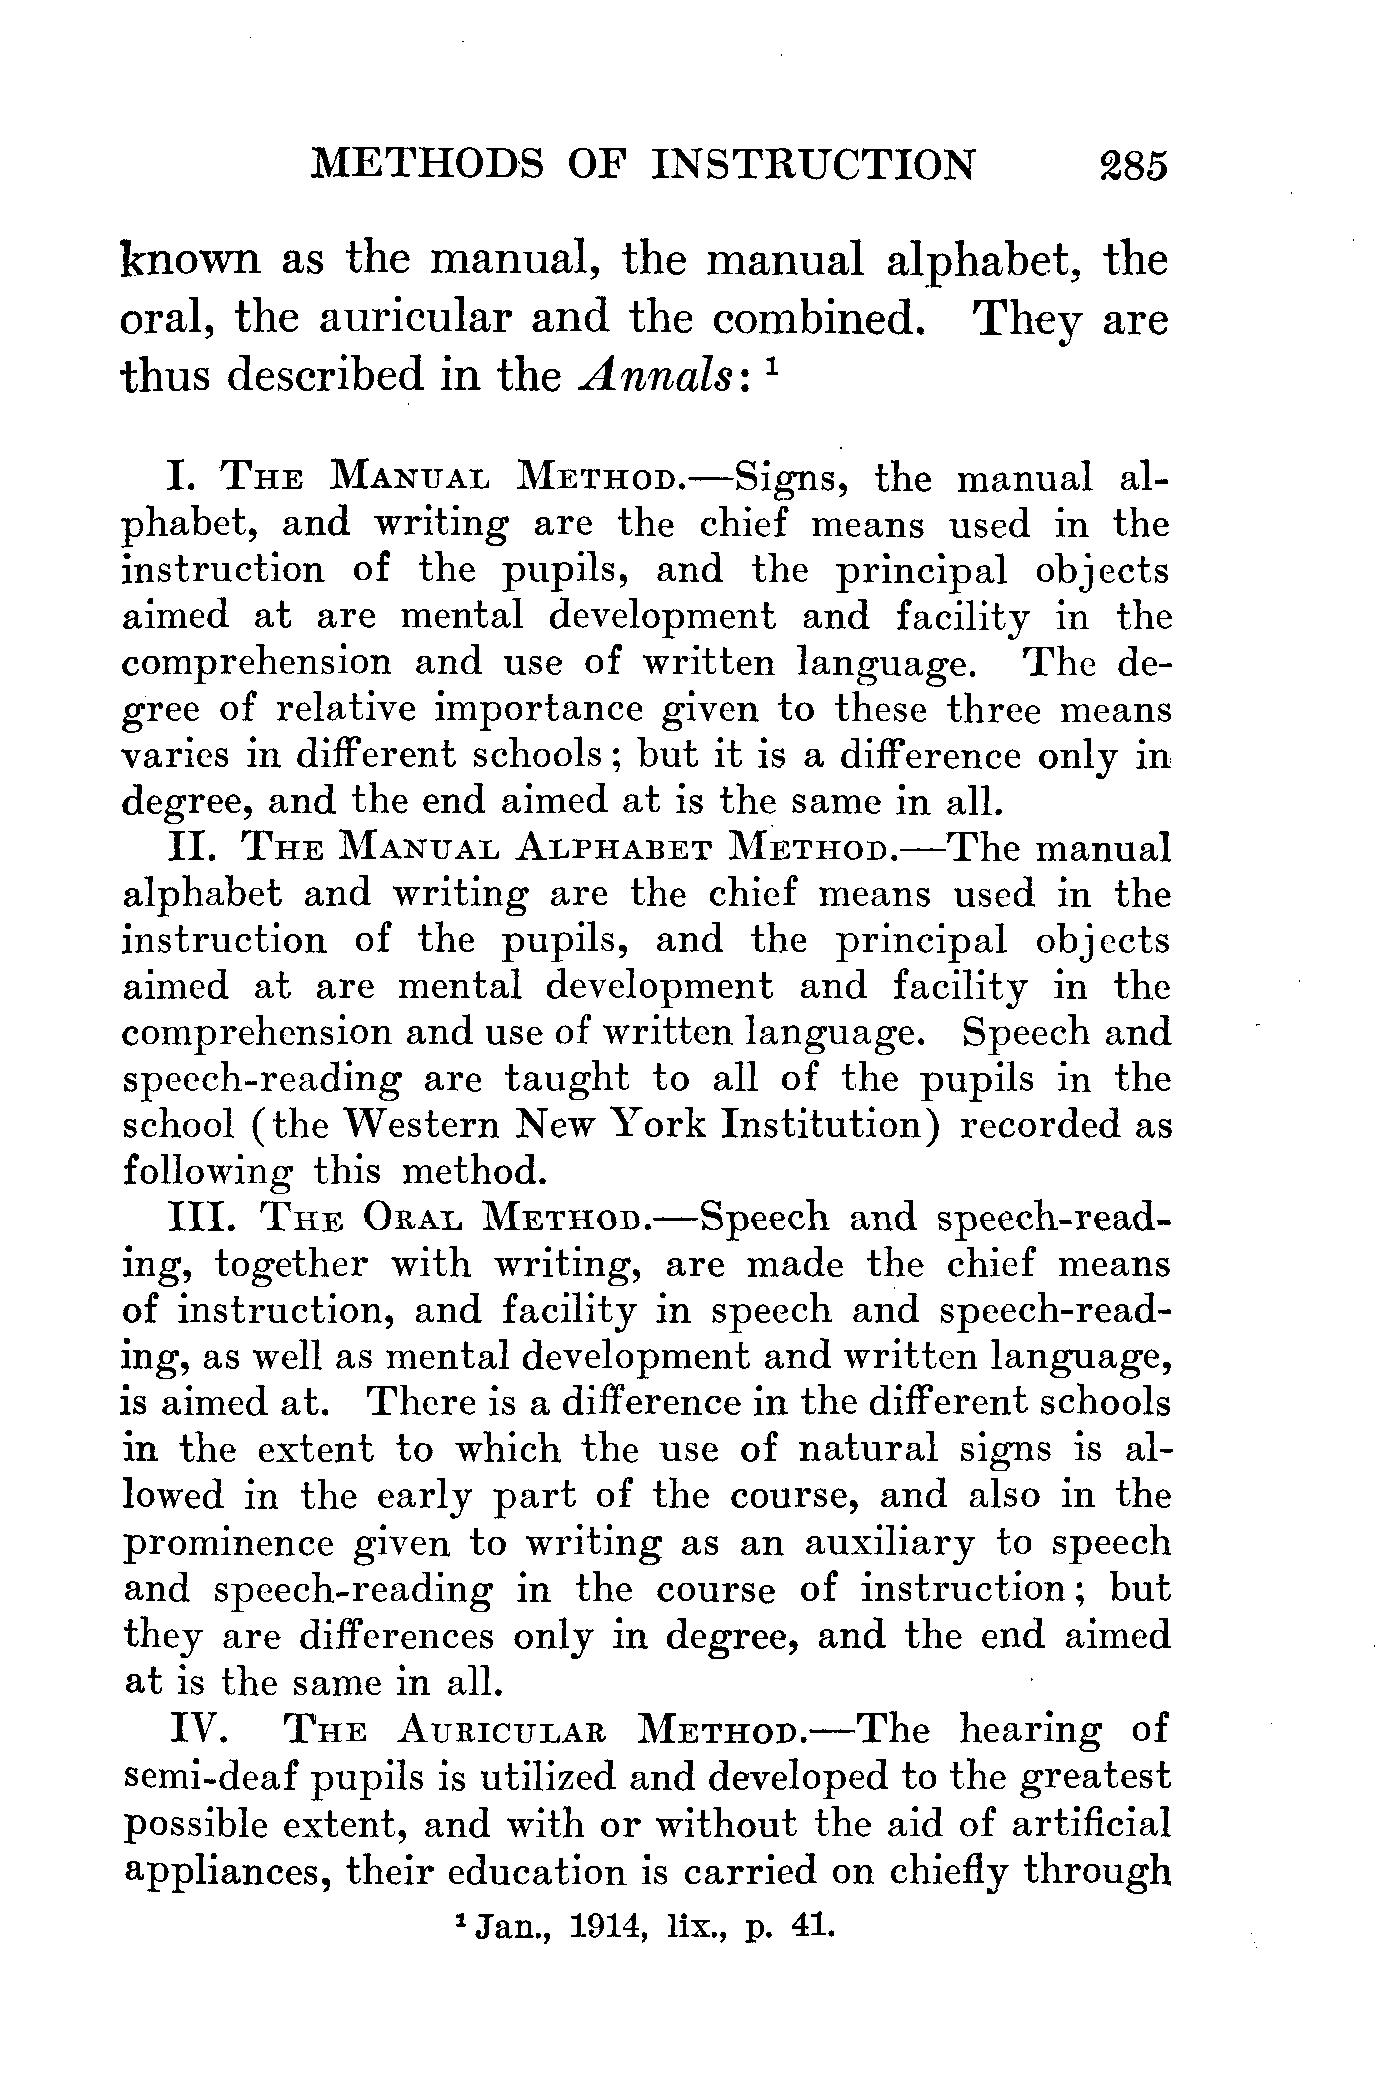 METHODS OF INSTRUCTION 285
known as the manual, the manual alphabet, the
oral, the auricular and the combined. They are
thus described in the Annals: ¹
I. THE MANUAL METHOD.—Signs, the manual al-
phabet, and writing are the chief means used in the
instruction of the pupils, and the principal objects
aimed at are mental development and facility in the
comprehension and use of written language. The de-
gree of relative importance given to these three means
varies in different schools; but it is a difference only in
degree, and the end aimed at is the same in all.
II. THE MANUAL ALPHABET METHOD.—The manual
alphabet and writing are the chief means used in the
instruction of the pupils, and the principal objects
aimed at are mental development and facility in the
comprehension and use of written language. Speech and
speech-reading are taught to all of the pupils in the
school (the Western New York Institution) recorded as
following this method.
III. THE ORAL METHOD.—Speech and speech-read-
ing, together with writing, are made the chief means
of instruction, and facility in speech and speech-read-
ing, as well as mental development and written language,
is aimed at. There is a difference in the different schools
in the extent to which the use of natural signs is al-
lowed in the early part of the course, and also in the
prominence given to writing as an auxiliary to speech
and speech-reading in the course of instruction; but
they are differences only in degree, and the end aimed
at is the same in all.
IV. THE AURICULAR METHOD.—The hearing of
semi-deaf pupils is utilized and developed to the greatest
possible extent, and with or without the aid of artificial
appliances, their education is carried on chiefly through
¹ Jan., 1914, lix., p. 41.